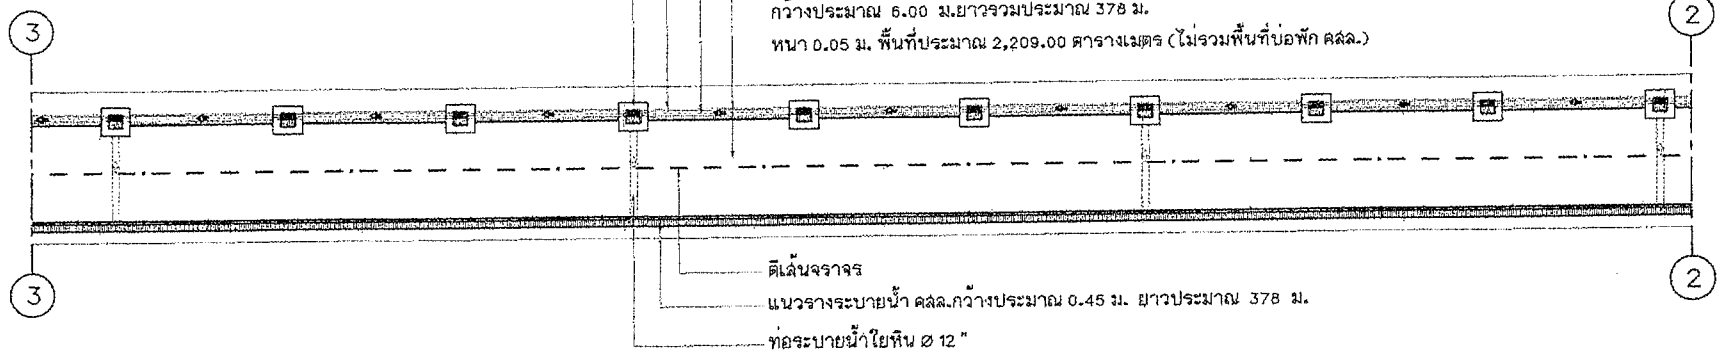 กว้างประมาณ 6.00 ม.ยาวรวมประมาณ 378 ม.
หนา 0.05 ม. พื้นที่ประมาณ 2,209.00 ตารางเมตร (ไม่รวมพื้นที่บ่อพัก คสล.)
3
2
3
2
ตีเส้นจราจร
แนวรางระบายน้ำ คสล.กว้างประมาณ 0.45 ม. ยาวประมาณ 378 ม.
ท่อระบายน้ำใยหิน Ø 12"